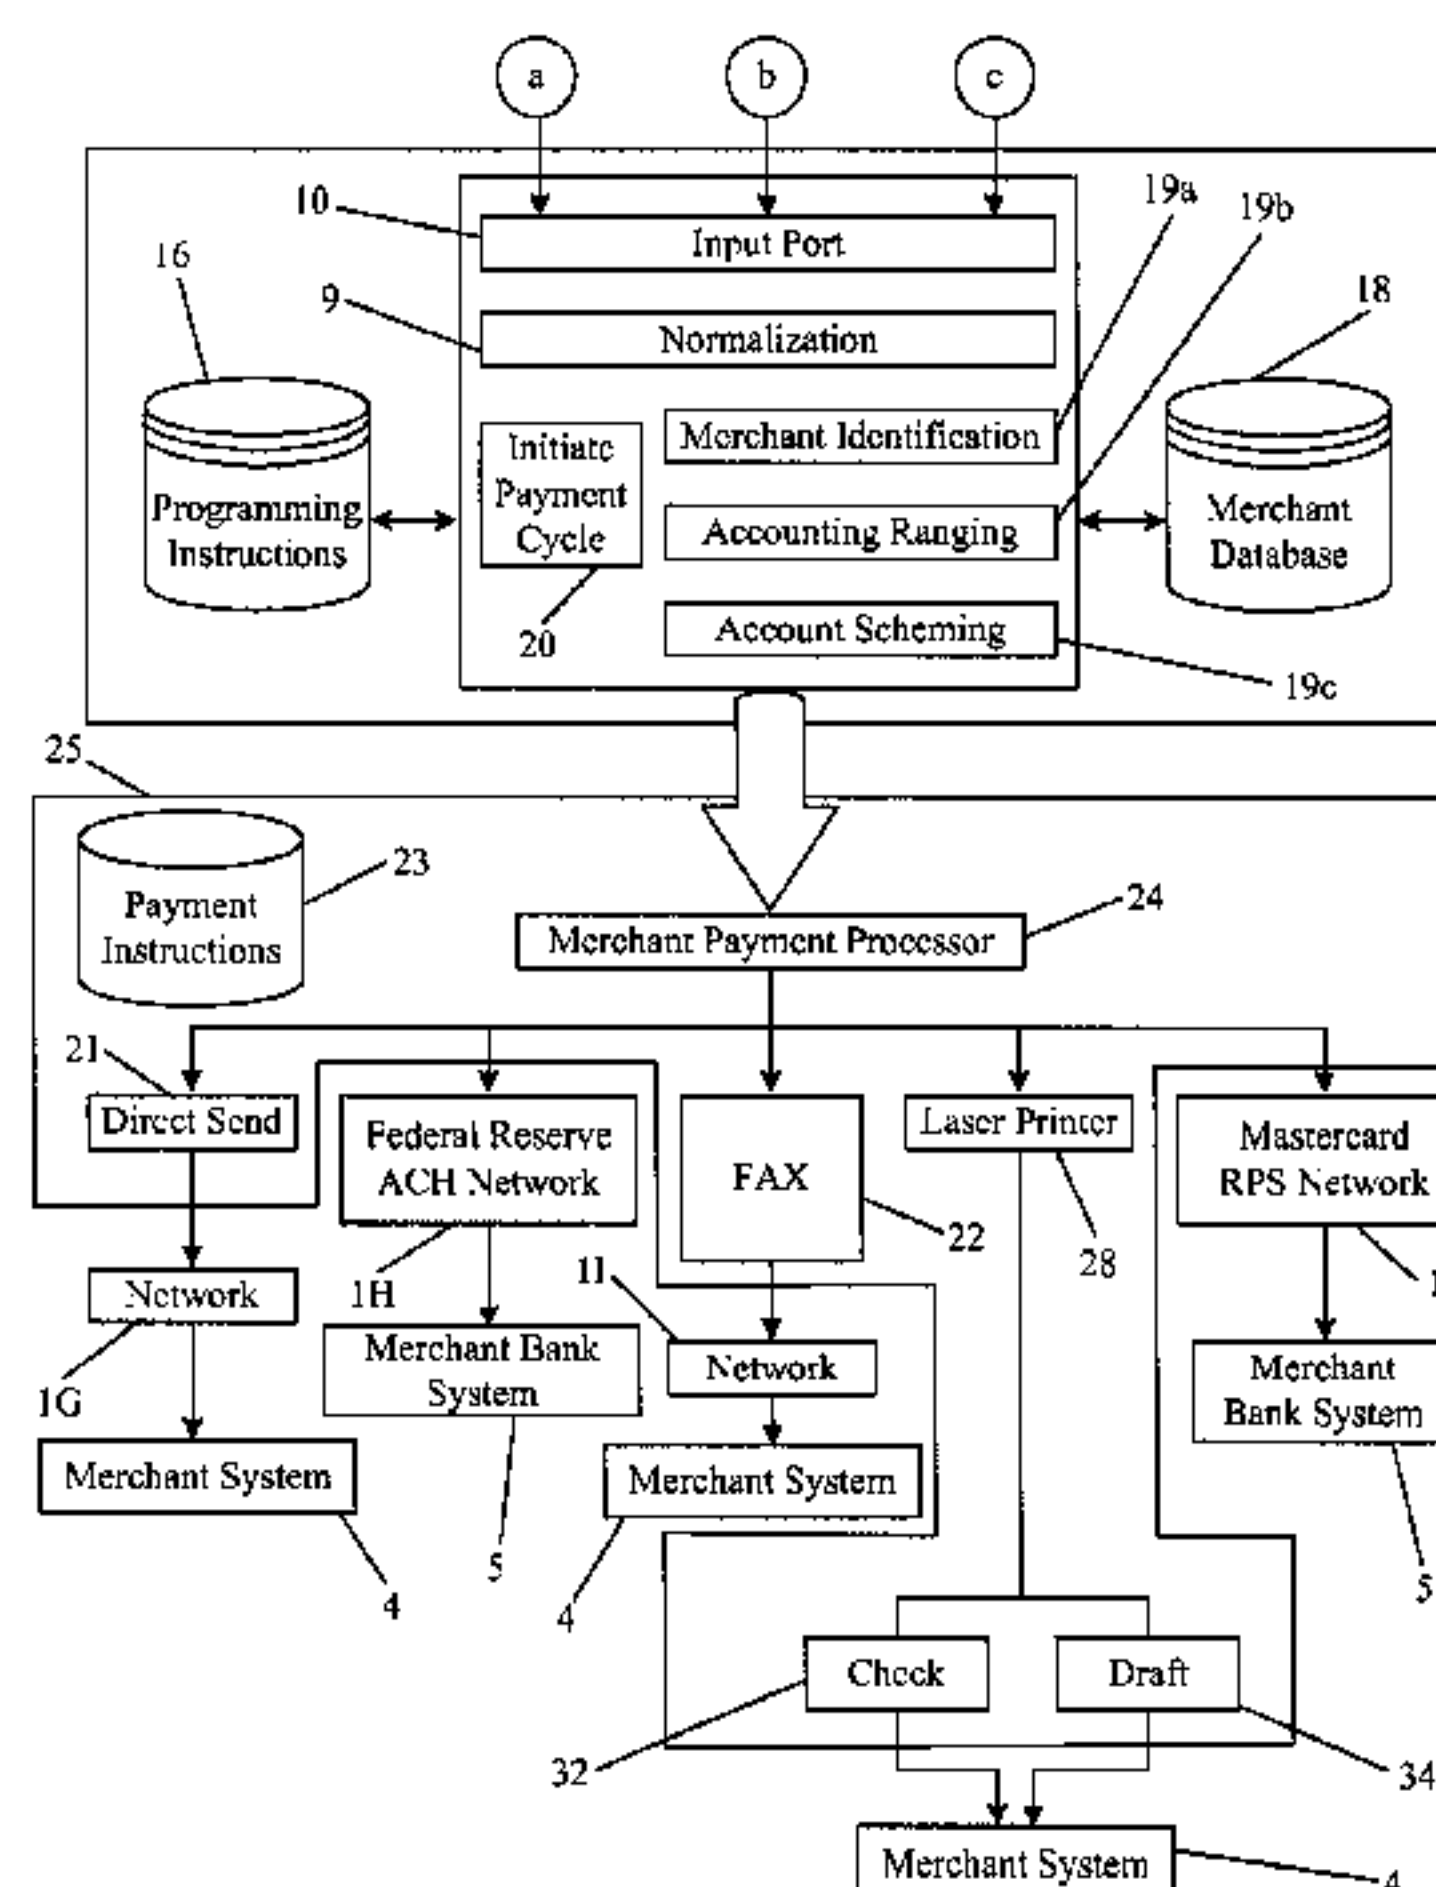 a
b
c
10
Input Port
19a
19b
16
9
Normalization
18
Merchant Identification
Initiate
Payment
Cycle
Programming
Instructions
Accounting Ranging
Merchant
Database
20
Account Scheming
19c
25
23
Payment
Instructions
24
Merchant Payment Processor
21
Direct Send
Federal Reserve
ACH Network
FAX
Laser Printer
Mastercard
RPS Network
22
28
1H
1I
Network
1G
Merchant Bank
System
Network
Merchant
Bank System
Merchant System
Merchant System
4
5
4
5
Check
Draft
32
34
Merchant System
4